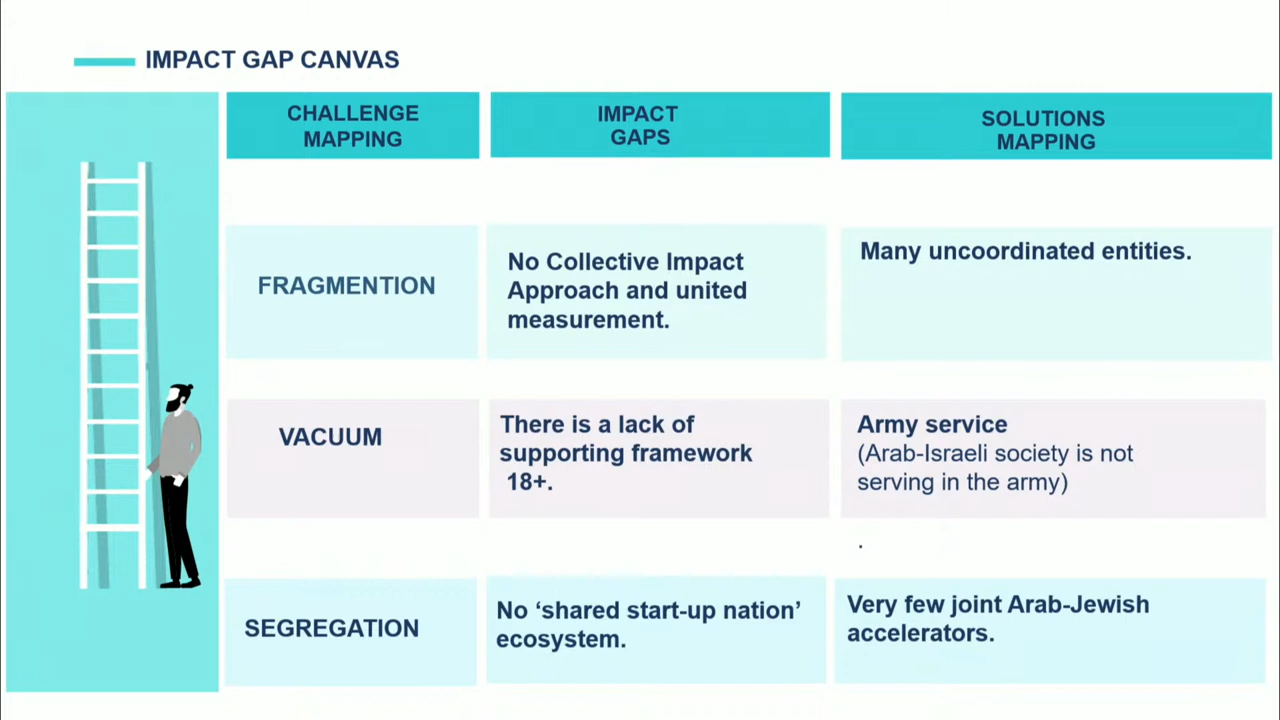 IMPACT GAP CANVAS
CHALLENGE
MAPPING
IMPACT
GAPS
SOLUTIONS
MAPPING
FRAGMENTION
No Collective Impact
Approach and united
measurement.
Many uncoordinated entities.
VACUUM
There is a lack of
supporting framework
18+.
Army service
(Arab-Israeli society is not
serving in the army)
.
SEGREGATION
No ‘shared start-up nation’
ecosystem.
Very few joint Arab-Jewish
accelerators.